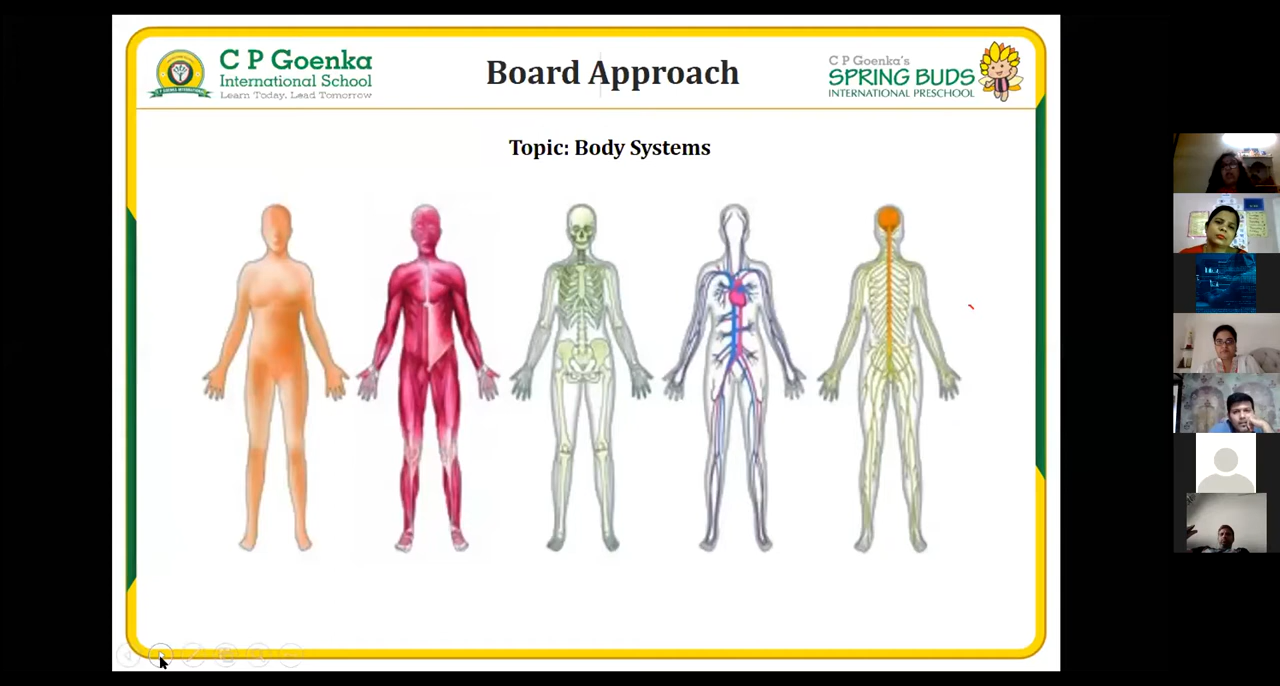 C P Goenka
International School
Learn Today, Lead Tomorrow
Board Approach
C P Goenka's
SPRING BUDS
INTERNATIONAL PRESCHOOL
Topic: Body Systems